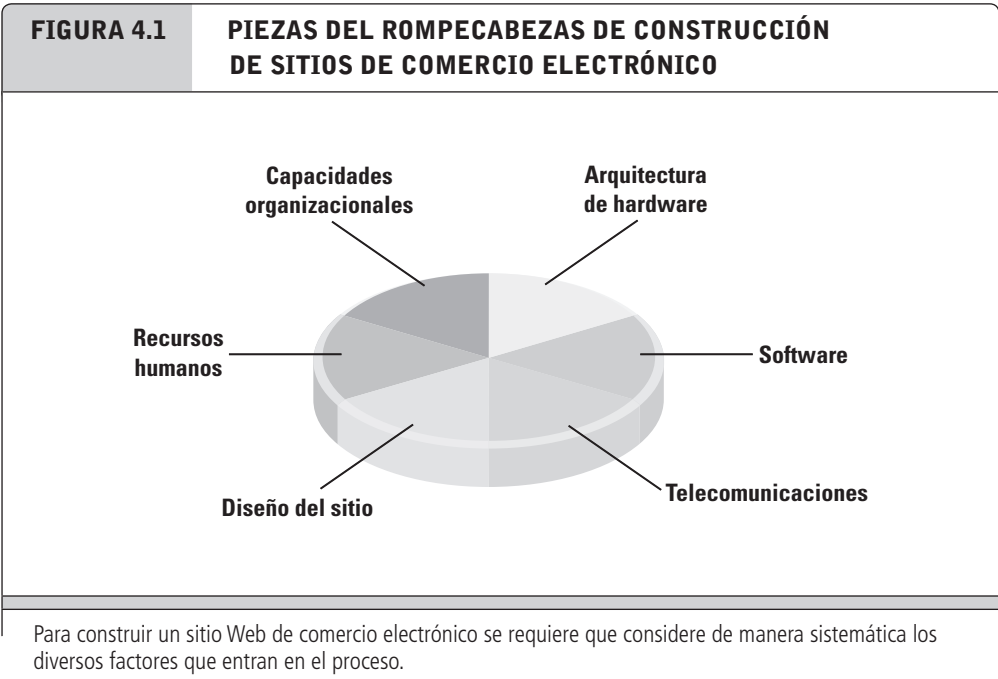 FIGURA 4.1
PIEZAS DEL ROMPECABEZAS DE CONSTRUCCIÓN
DE SITIOS DE COMERCIO ELECTRÓNICO
Capacidades
organizacionales
Arquitectura
de hardware
Recursos
humanos
Software
Diseño del sitio
Telecomunicaciones
Para construir un sitio Web de comercio electrónico se requiere que considere de manera sistemática los
diversos factores que entran en el proceso.